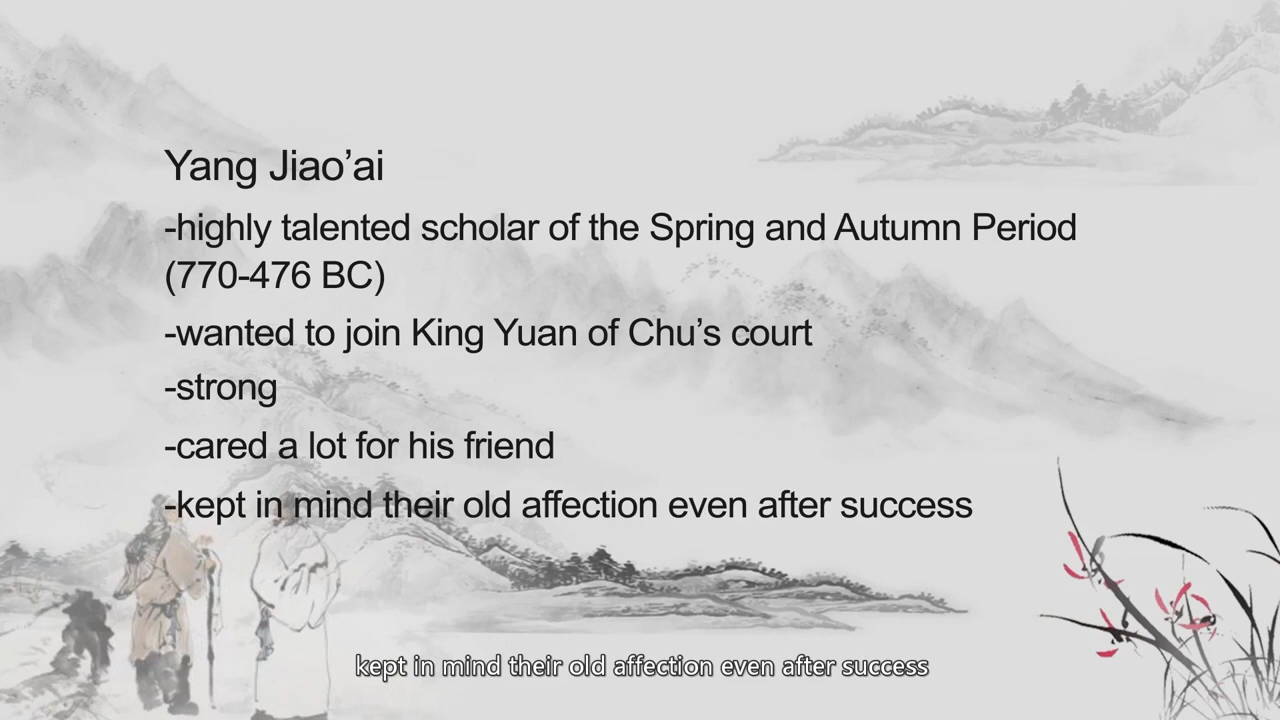 Yang Jiao’ai
-highly talented scholar of the Spring and Autumn Period
(770-476 BC)
-wanted to join King Yuan of Chu’s court
-strong
-cared a lot for his friend
-kept in mind their old affection even after success
kept in mind their old affection even after success